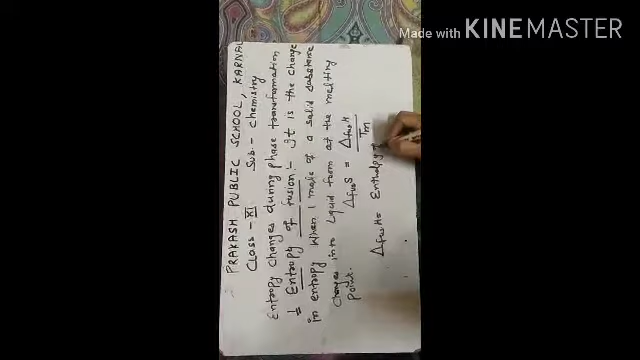 Made with KINEMASTER
PRAKASH PUBLIC SCHOOL, KARNAL
Class - XI Sub. - Chemistry
Entropy changes during phase transformation
= Entropy of fusion:- It is the change
in entropy when 1 mole of a solid substance
changes into liquid form at the melting
point.
ΔfusS = ΔfusH / Tm
ΔfusH = Enthalpy